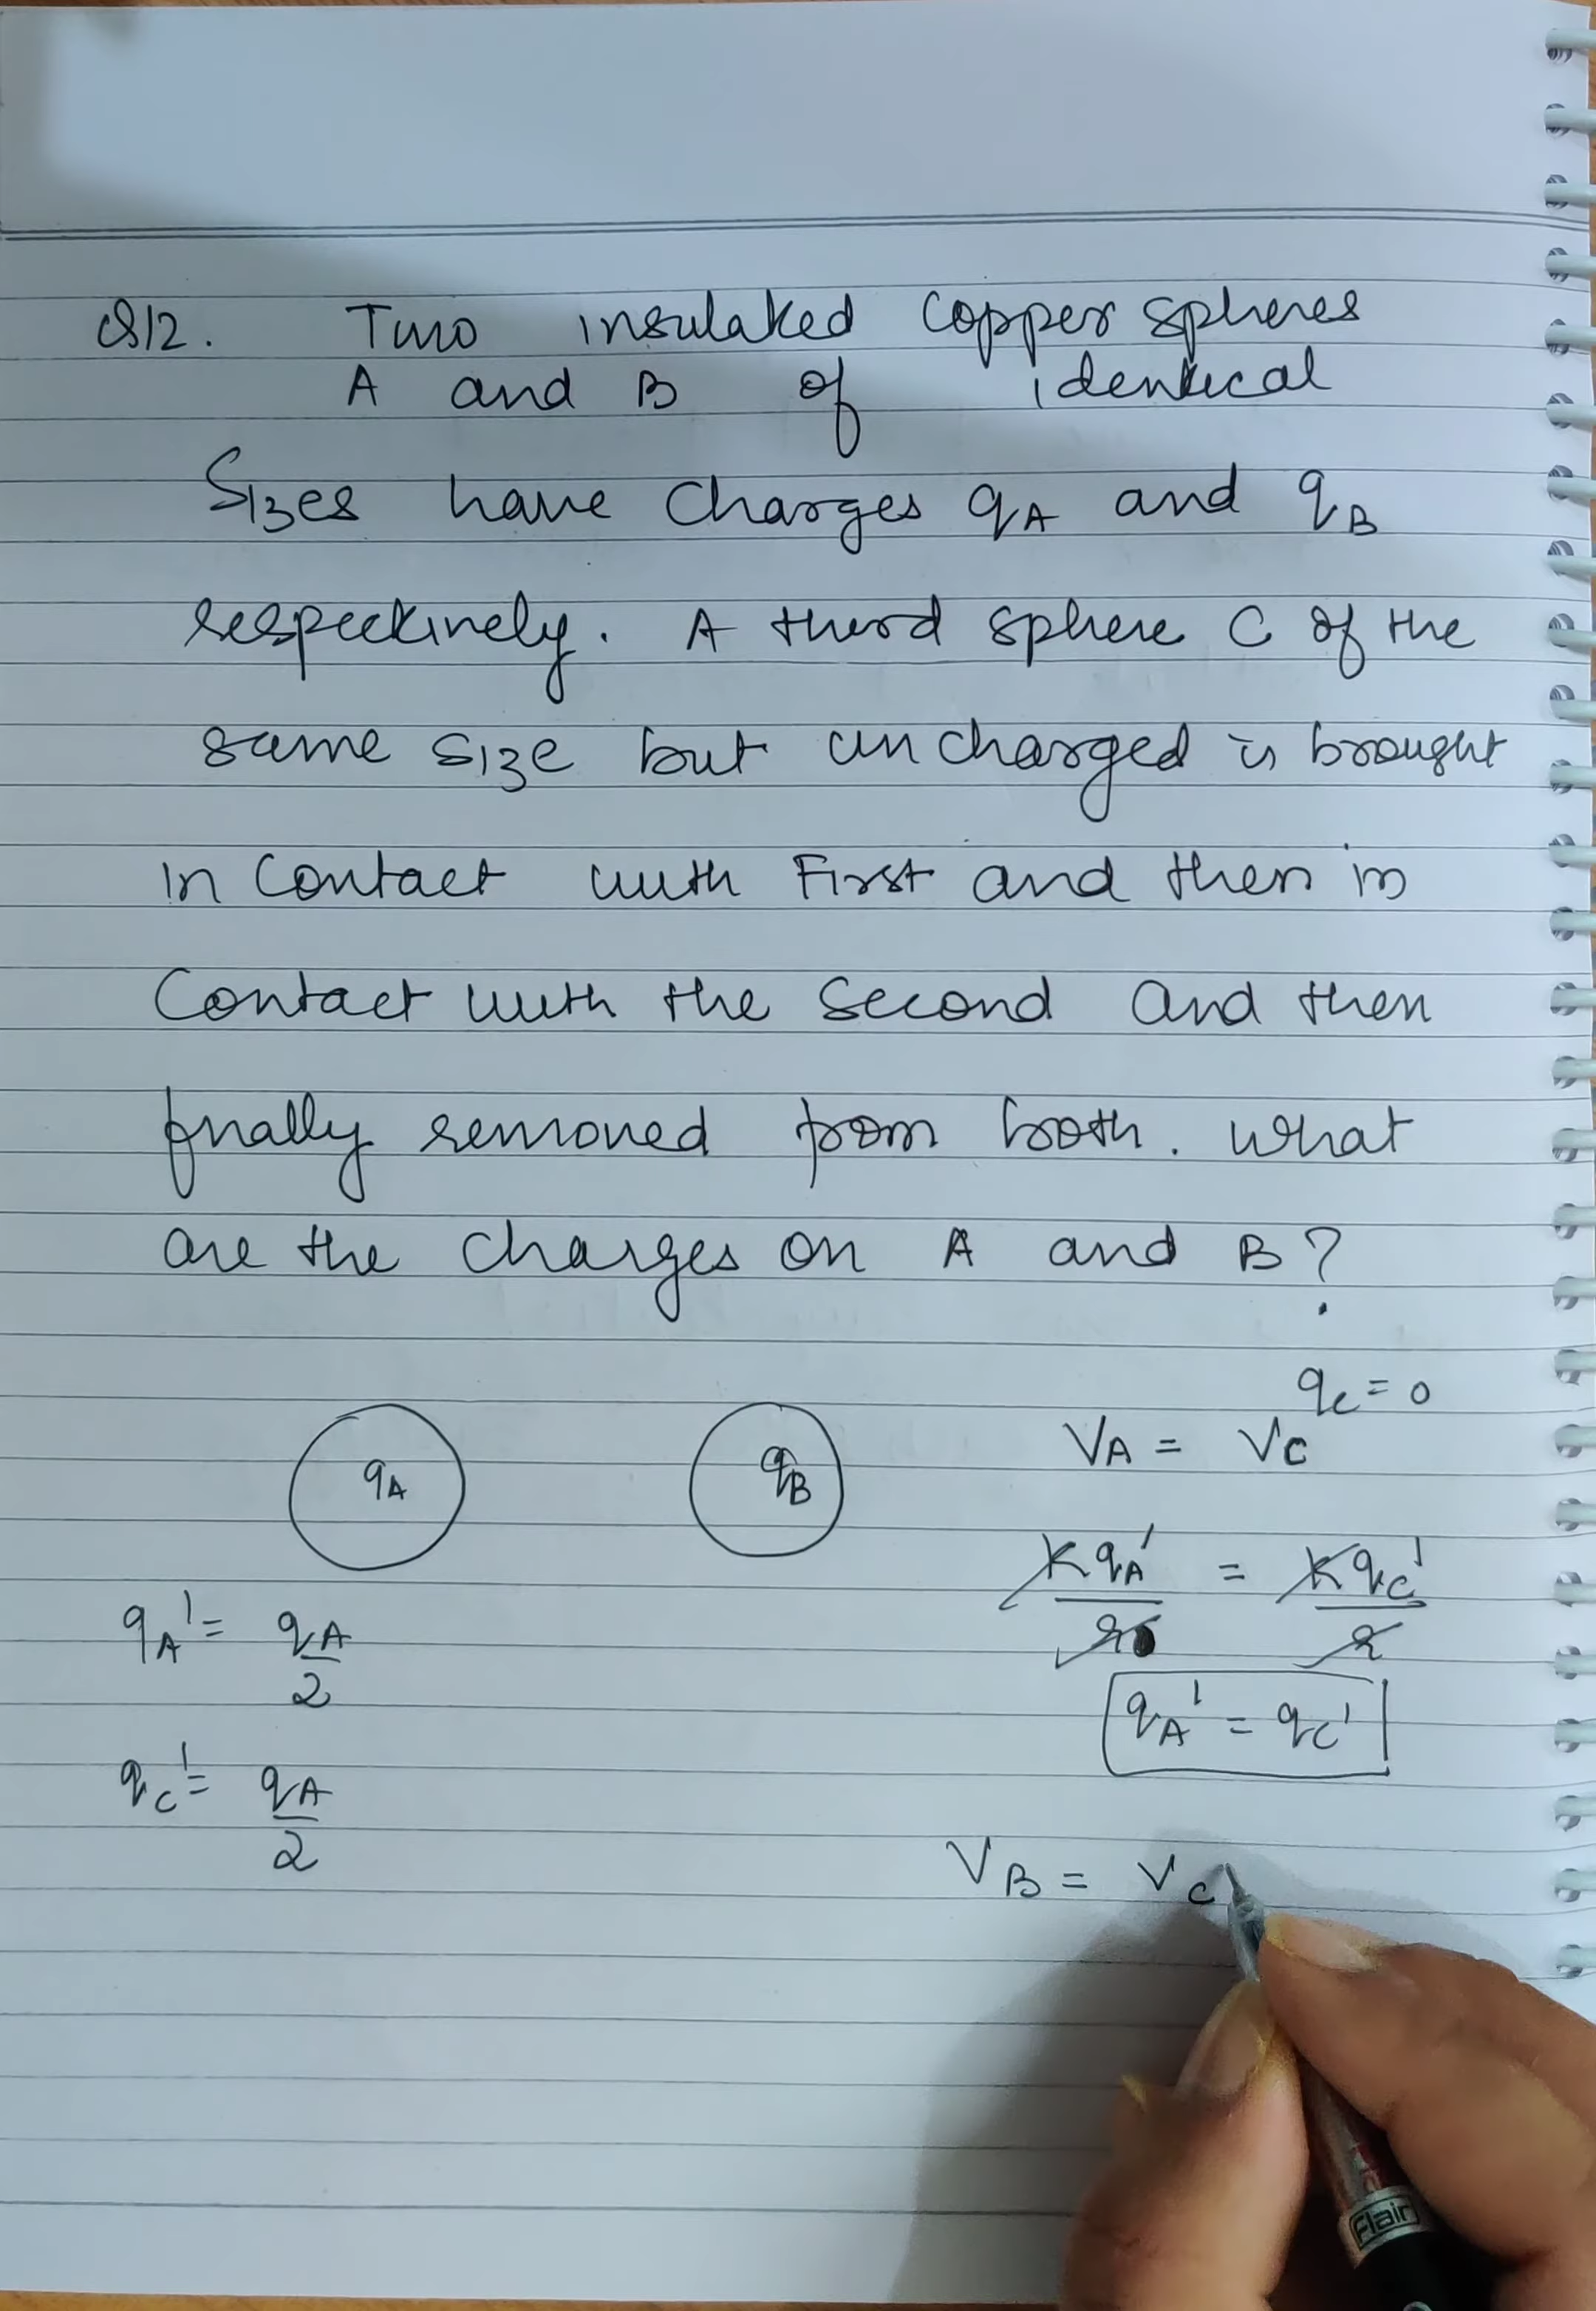 Q12. Two insulated copper spheres
A and B of identical
Sizes have charges qA and qB
respectively. A third sphere C of the
same size but uncharged is brought
in contact with First and then in
Contact with the second and then
finally removed from both. What
are the charges on A and B?
qc = 0
VA = VC
qA
qB
KqA'/r = KqC'/r
qA' = qA/2
qA' = qC'
qC' = qA/2
VB = VC
Flair